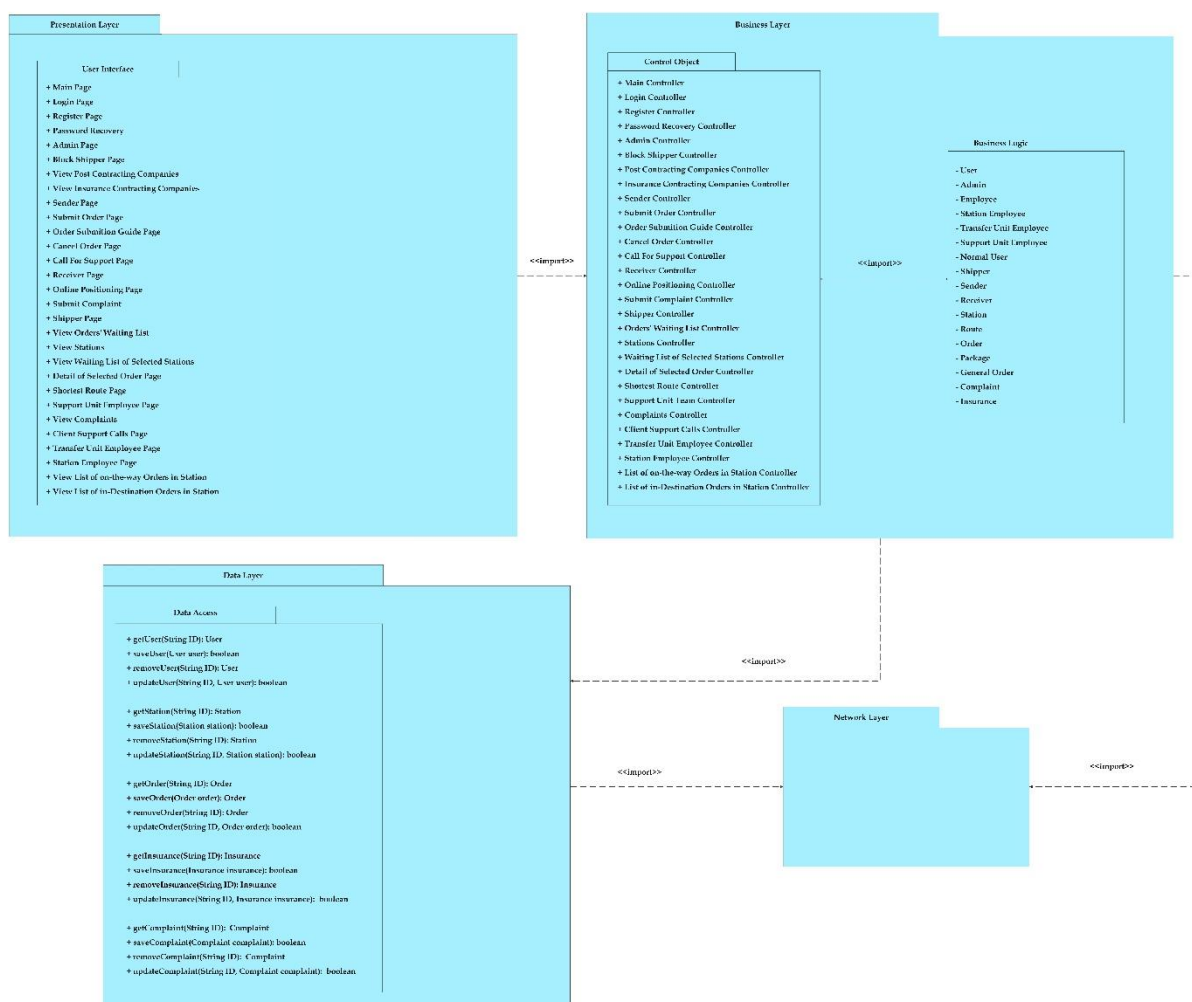 Presentation Layer
User Interface
+ Main Page
+ Login Page
+ Register Page
+ Password Recovery
+ Admin Page
+ Block Shipper Page
+ View Post Contracting Companies
+ View Insurance Contracting Companies
+ Sender Page
+ Submit Order Page
+ Order Submition Guide Page
+ Cancel Order Page
+ Call For Support Page
+ Receiver Page
+ Online Positioning Page
+ Submit Complaint
+ Shipper Page
+ View Orders' Waiting List
+ View Stations
+ View Waiting List of Selected Stations
+ Detail of Selected Order Page
+ Shortest Route Page
+ Support Unit Employee Page
+ View Complaints
+ Client Support Calls Page
+ Transfer Unit Employee Page
+ Station Employee Page
+ View List of on-the-way Orders in Station
+ View List of in-Destination Orders in Station
<<import>>
Business Layer
Control Object
+ Main Controller
+ Login Controller
+ Register Controller
+ Password Recovery Controller
+ Admin Controller
+ Block Shipper Controller
+ Post Contracting Companies Controller
+ Insurance Contracting Companies Controller
+ Sender Controller
+ Submit Order Controller
+ Order Submition Guide Controller
+ Cancel Order Controller
+ Call For Support Controller
+ Receiver Controller
+ Online Positioning Controller
+ Submit Complaint Controller
+ Shipper Controller
+ Orders' Waiting List Controller
+ Stations Controller
+ Waiting List of Selected Stations Controller
+ Detail of Selected Order Controller
+ Shortest Route Controller
+ Support Unit Team Controller
+ Complaints Controller
+ Client Support Calls Controller
+ Transfer Unit Employee Controller
+ Station Employee Controller
+ List of on-the-way Orders in Station Controller
+ List of in-Destination Orders in Station Controller
<<import>>
Business Logic
- User
- Admin
- Employee
- Station Employee
- Transfer Unit Employee
- Support Unit Employee
- Normal User
- Shipper
- Sender
- Receiver
- Station
- Route
- Order
- Package
- General Order
- Complaint
- Insurance
Data Layer
Data Access
+ getUser(String ID): User
+ saveUser(User user): boolean
+ removeUser(String ID): User
+ updateUser(String ID, User user): boolean
+ getStation(String ID): Station
+ saveStation(Station station): boolean
+ removeStation(String ID): Station
+ updateStation(String ID, Station station): boolean
+ getOrder(String ID): Order
+ saveOrder(Order order): Order
+ removeOrder(String ID): Order
+ updateOrder(String ID, Order order): boolean
+ getInsurance(String ID): Insurance
+ saveInsurance(Insurance insurance): boolean
+ removeInsurance(String ID): Insurance
+ updateInsurance(String ID, Insurance insurance): boolean
+ getComplaint(String ID): Complaint
+ saveComplaint(Complaint complaint): boolean
+ removeComplaint(String ID): Complaint
+ updateComplaint(String ID, Complaint complaint): boolean
<<import>>
<<import>>
Network Layer
<<import>>